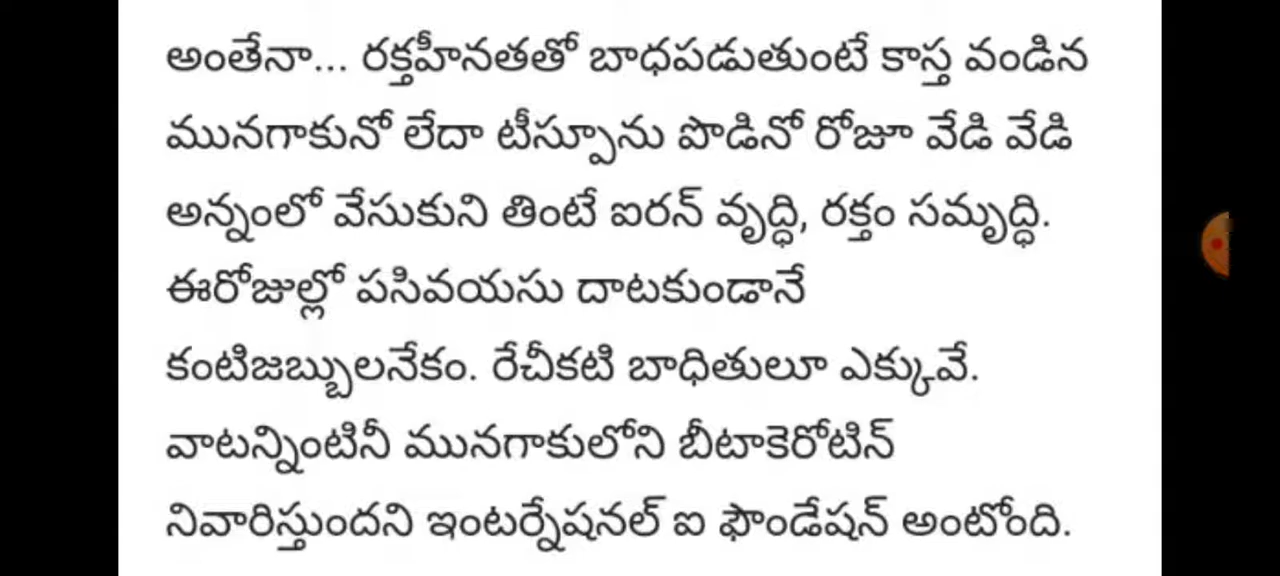 అంతేనా... రక్తహీనతతో బాధపడుతుంటే కాస్త వండిన
మునగాకునో లేదా టీస్పూను పొడినో రోజూ వేడి వేడి
అన్నంలో వేసుకుని తింటే ఐరన్ వృద్ధి, రక్తం సమృద్ధి.
ఈరోజుల్లో పసివయసు దాటకుండానే
కంటిజబ్బులనేకం. రేచీకటి బాధితులూ ఎక్కువే.
వాటన్నింటినీ మునగాకులోని బీటాకెరోటిన్
నివారిస్తుందని ఇంటర్నేషనల్ ఐ ఫౌండేషన్ అంటోంది.